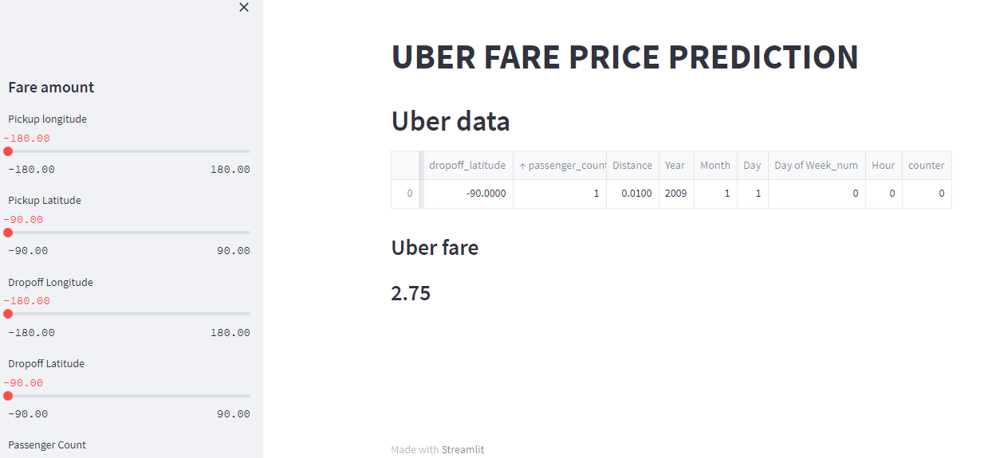 ×
Fare amount
Pickup longitude
-180.00
-180.00 180.00
Pickup Latitude
-90.00
-90.00 90.00
Dropoff Longitude
-180.00
-180.00 180.00
Dropoff Latitude
-90.00
-90.00 90.00
Passenger Count
UBER FARE PRICE PREDICTION
Uber data
dropoff_latitude ↑ passenger_count Distance Year Month Day Day of Week_num Hour counter
0 -90.0000 1 0.0100 2009 1 1 0 0 0
Uber fare
2.75
Made with Streamlit